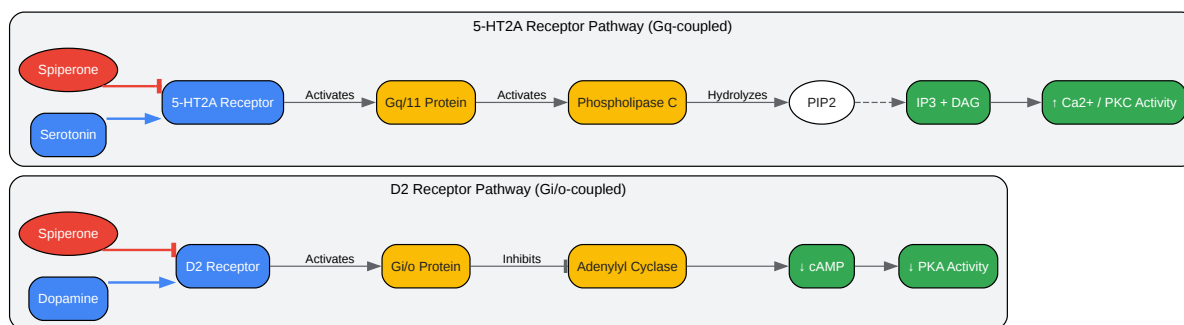 5-HT2A Receptor Pathway (Gq-coupled)
Spiperone
Serotonin
5-HT2A Receptor
Activates
Gq/11 Protein
Activates
Phospholipase C
Hydrolyzes
PIP2
IP3 + DAG
↑ Ca2+ / PKC Activity
D2 Receptor Pathway (Gi/o-coupled)
Spiperone
Dopamine
D2 Receptor
Activates
Gi/o Protein
Inhibits
Adenylyl Cyclase
↓ cAMP
↓ PKA Activity